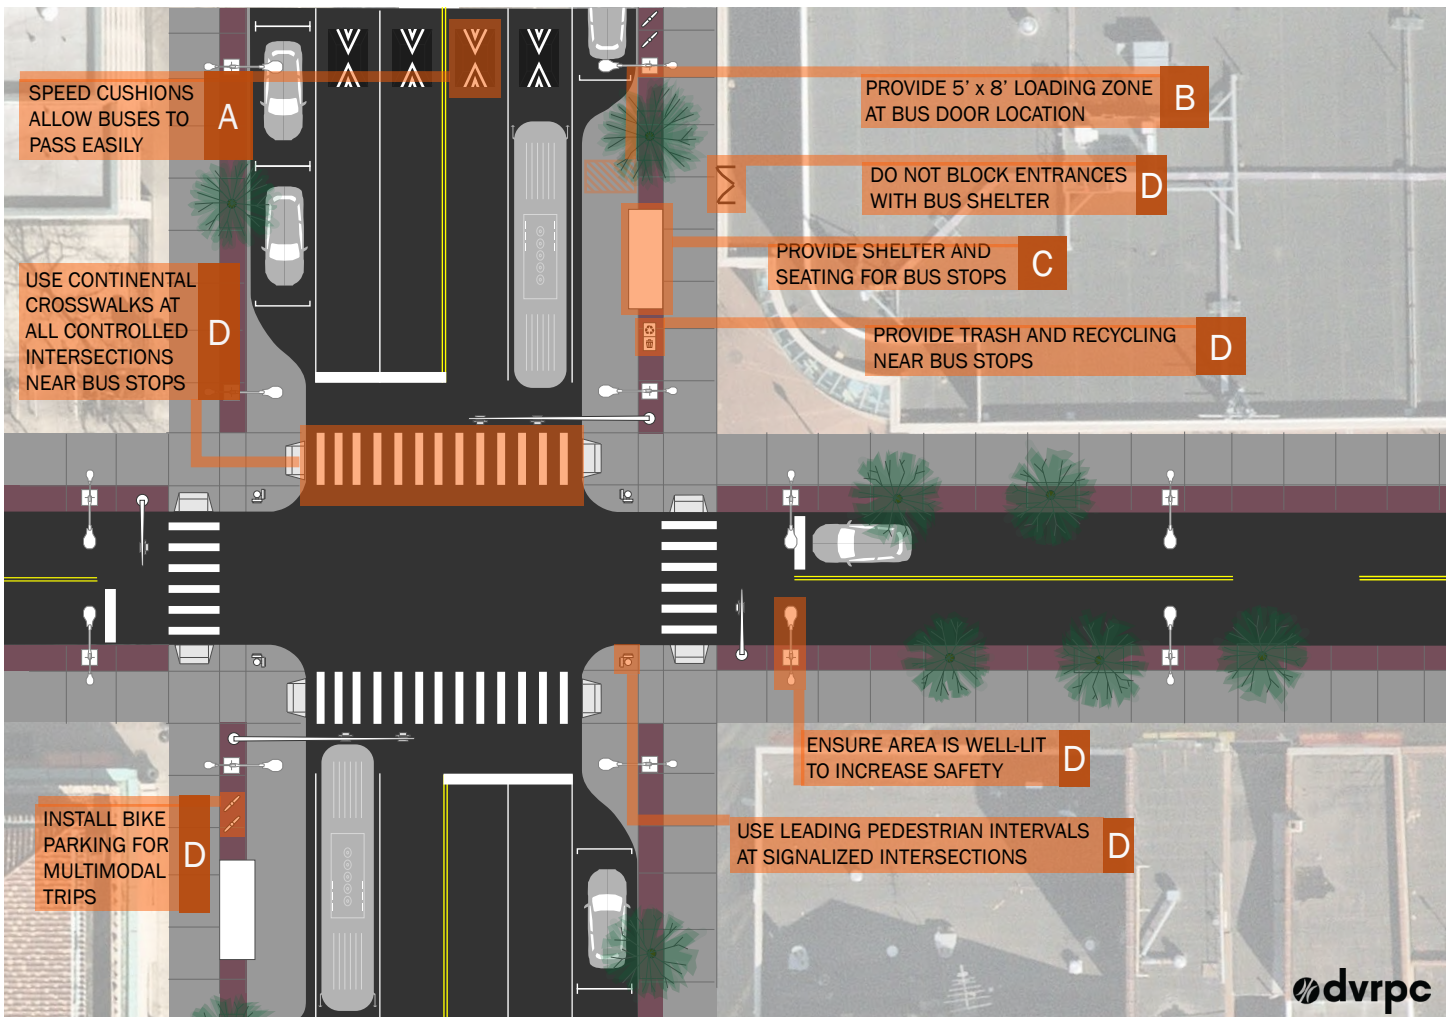 SPEED CUSHIONS
ALLOW BUSES TO
PASS EASILY
A
PROVIDE 5' x 8' LOADING ZONE
AT BUS DOOR LOCATION
B
DO NOT BLOCK ENTRANCES
WITH BUS SHELTER
D
PROVIDE SHELTER AND
SEATING FOR BUS STOPS
C
PROVIDE TRASH AND RECYCLING
NEAR BUS STOPS
D
USE CONTINENTAL
CROSSWALKS AT
ALL CONTROLLED
INTERSECTIONS
NEAR BUS STOPS
D
ENSURE AREA IS WELL-LIT
TO INCREASE SAFETY
D
USE LEADING PEDESTRIAN INTERVALS
AT SIGNALIZED INTERSECTIONS
D
INSTALL BIKE
PARKING FOR
MULTIMODAL
TRIPS
D
dvrpc